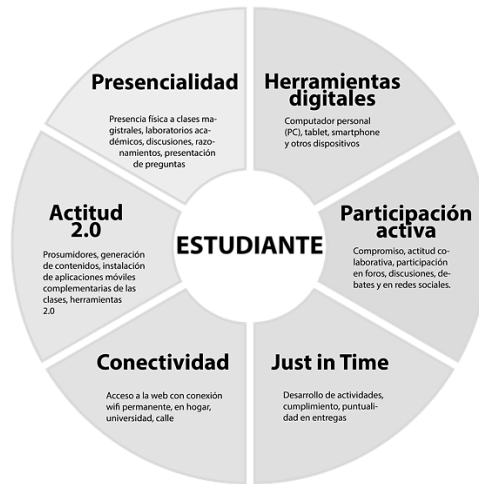 Presencialidad
Presencia física a clases ma-
gistrales, laboratorios aca-
démicos, discusiones, razo-
namientos, presentación
de preguntas
Herramientas
digitales
Computador personal
(PC), tablet, smartphone
y otros dispositivos
Actitud
2.0
Prosumidores, generación
de contenidos, instalación
de aplicaciones móviles
complementarias de las
clases, herramientas
2.0
ESTUDIANTE
Participación
activa
Compromiso, actitud co-
laborativa, participación
en foros, discusiones, de-
bates y en redes sociales.
Conectividad
Acceso a la web con conexión
wifi permanente, en hogar,
universidad, calle
Just in Time
Desarrollo de actividades,
cumplimiento, puntuali-
dad en entregas